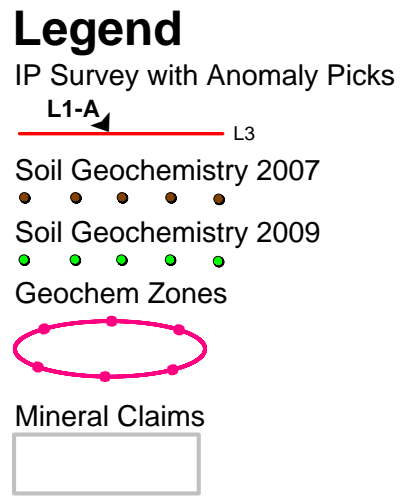 Legend
IP Survey with Anomaly Picks
L1-A
L3
Soil Geochemistry 2007
Soil Geochemistry 2009
Geochem Zones
Mineral Claims